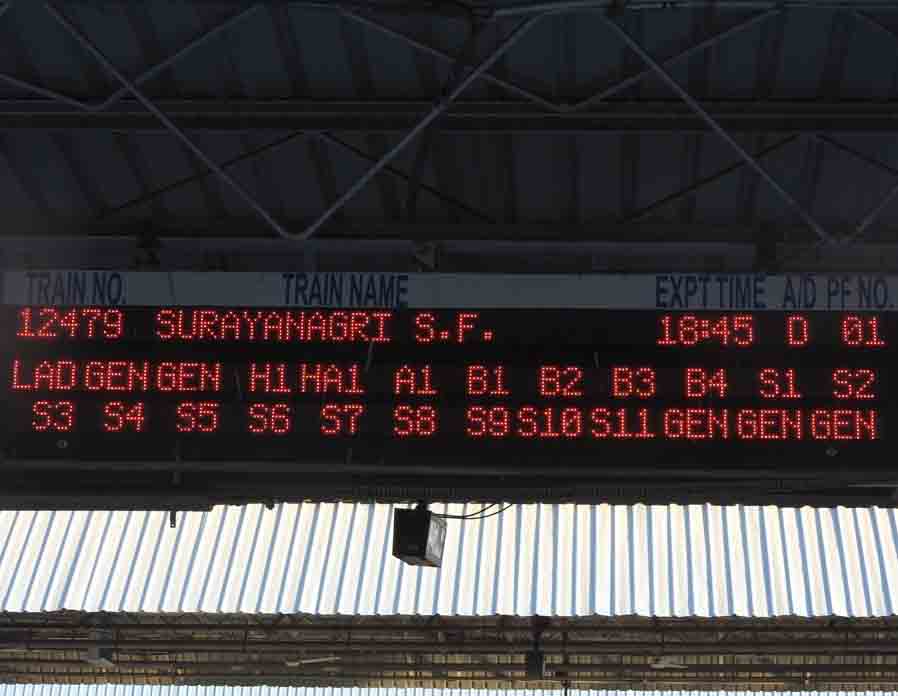 TRAIN NO. TRAIN NAME EXPT TIME A/D PF NO.
12479 SURAYANAGRI S.F. 18:45 D 01
LAD GEN GEN H1 HA1 A1 B1 B2 B3 B4 S1 S2
S3 S4 S5 S6 S7 S8 S9 S10 S11 GEN GEN GEN